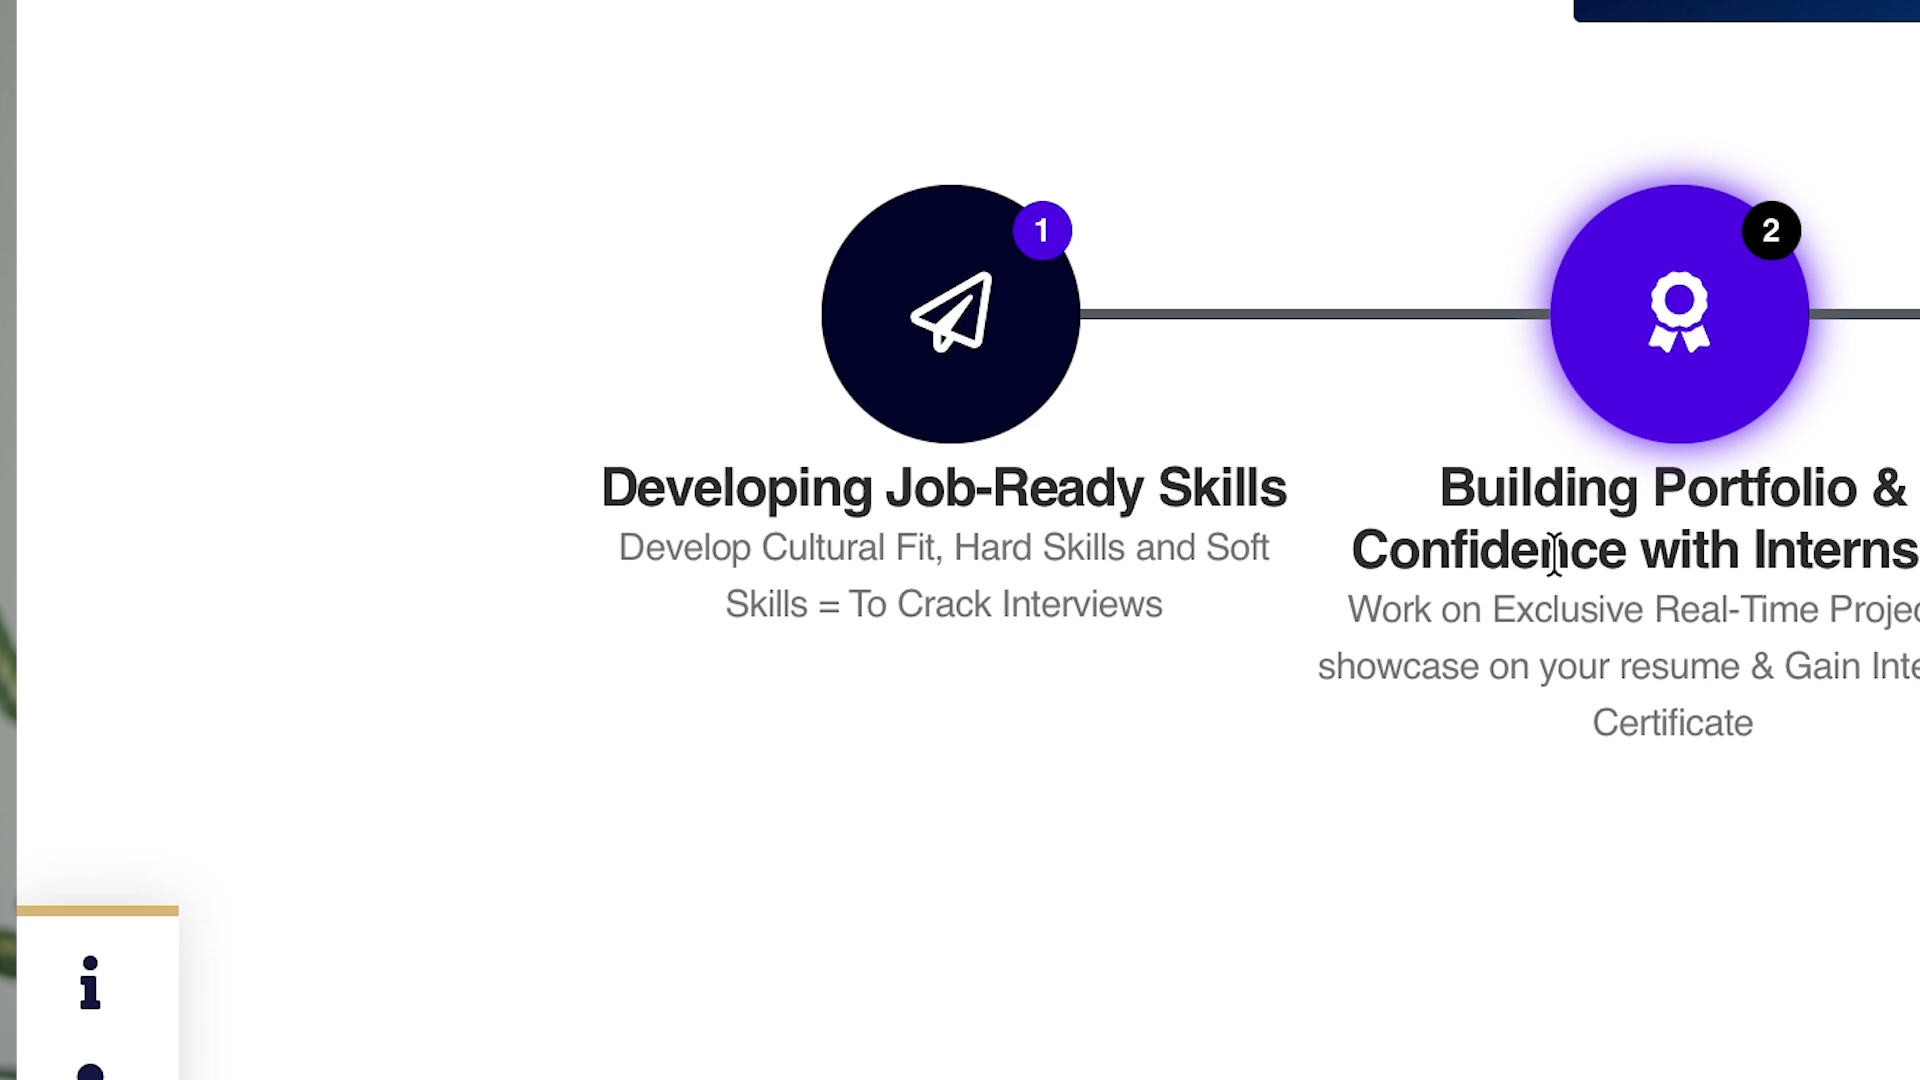 1
Developing Job-Ready Skills
Develop Cultural Fit, Hard Skills and Soft
Skills = To Crack Interviews
2
Building Portfolio &
Confidence with Interns
Work on Exclusive Real-Time Projec
showcase on your resume & Gain Inte
Certificate